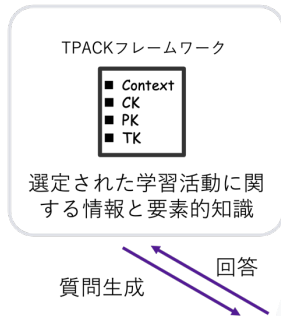 TPACKフレームワーク
■ Context
■ CK
■ PK
■ TK
選定された学習活動に関
する情報と要素的知識
回答
質問生成